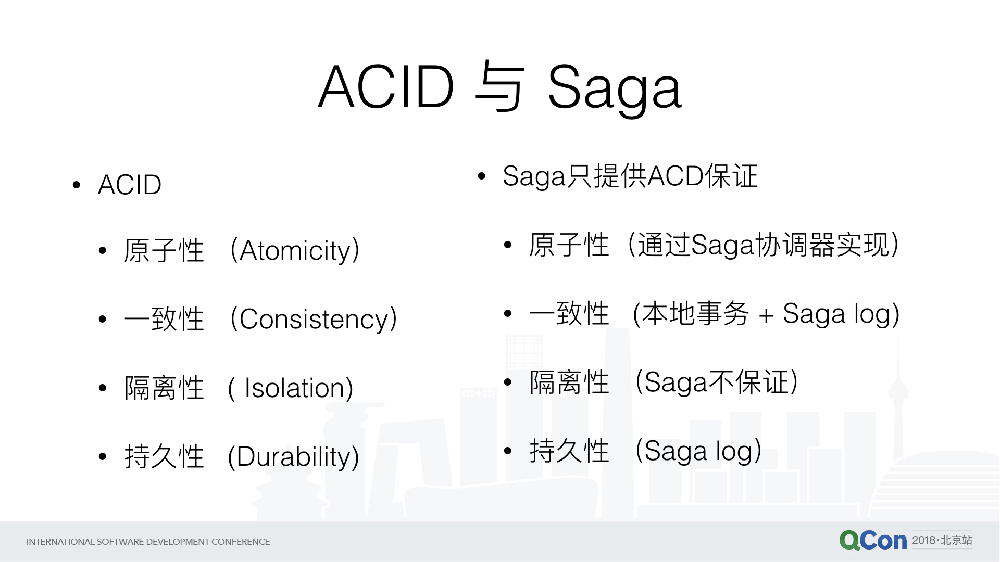 ACID 与 Saga
• ACID
• 原子性 （Atomicity）
• 一致性 （Consistency）
• 隔离性 ( Isolation)
• 持久性 (Durability)
• Saga只提供ACD保证
• 原子性（通过Saga协调器实现）
• 一致性 (本地事务 + Saga log)
• 隔离性 （Saga不保证）
• 持久性 （Saga log）
INTERNATIONAL SOFTWARE DEVELOPMENT CONFERENCE
QCon 2018·北京站